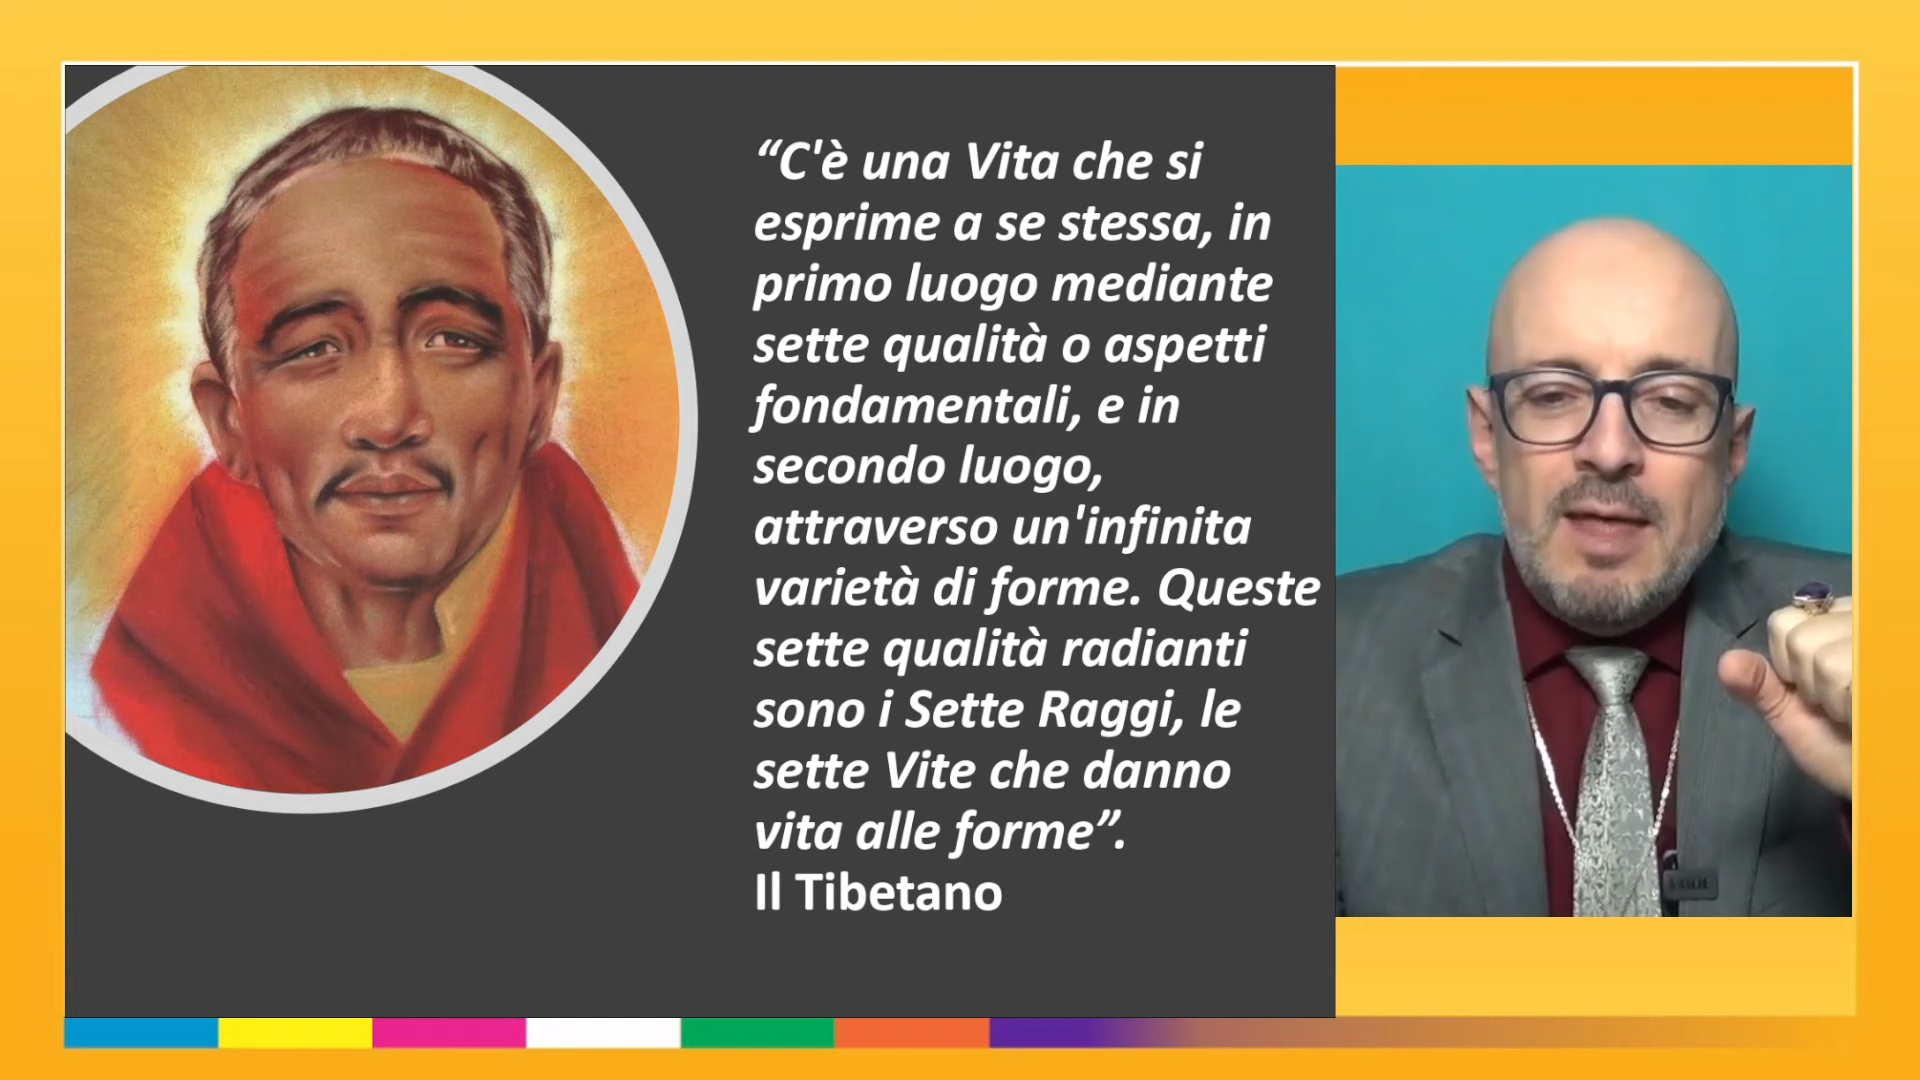 “C'è una Vita che si
esprime a se stessa, in
primo luogo mediante
sette qualità o aspetti
fondamentali, e in
secondo luogo,
attraverso un'infinita
varietà di forme. Queste
sette qualità radianti
sono i Sette Raggi, le
sette Vite che danno
vita alle forme”.
Il Tibetano